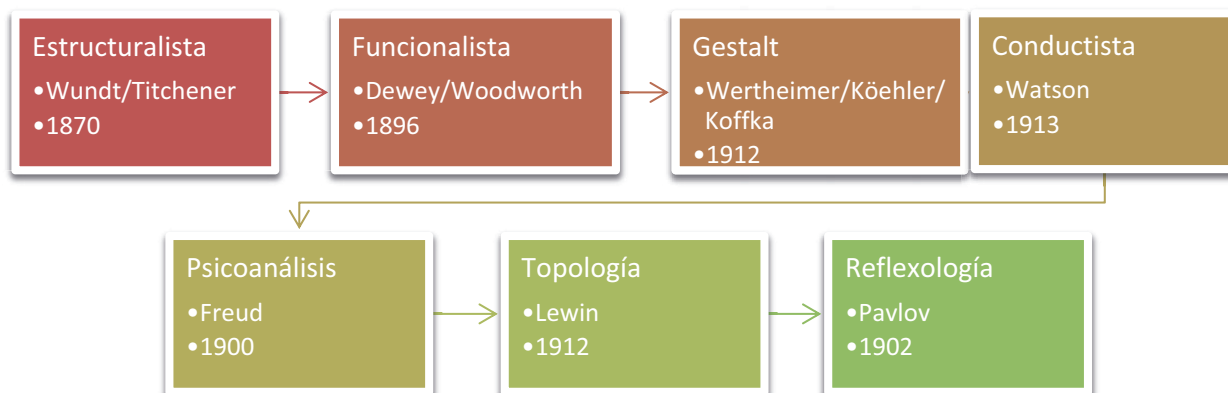 Estructuralista
•Wundt/Titchener
•1870
Funcionalista
•Dewey/Woodworth
•1896
Gestalt
•Wertheimer/Köehler/
Koffka
•1912
Conductista
•Watson
•1913
Psicoanálisis
•Freud
•1900
Topología
•Lewin
•1912
Reflexología
•Pavlov
•1902